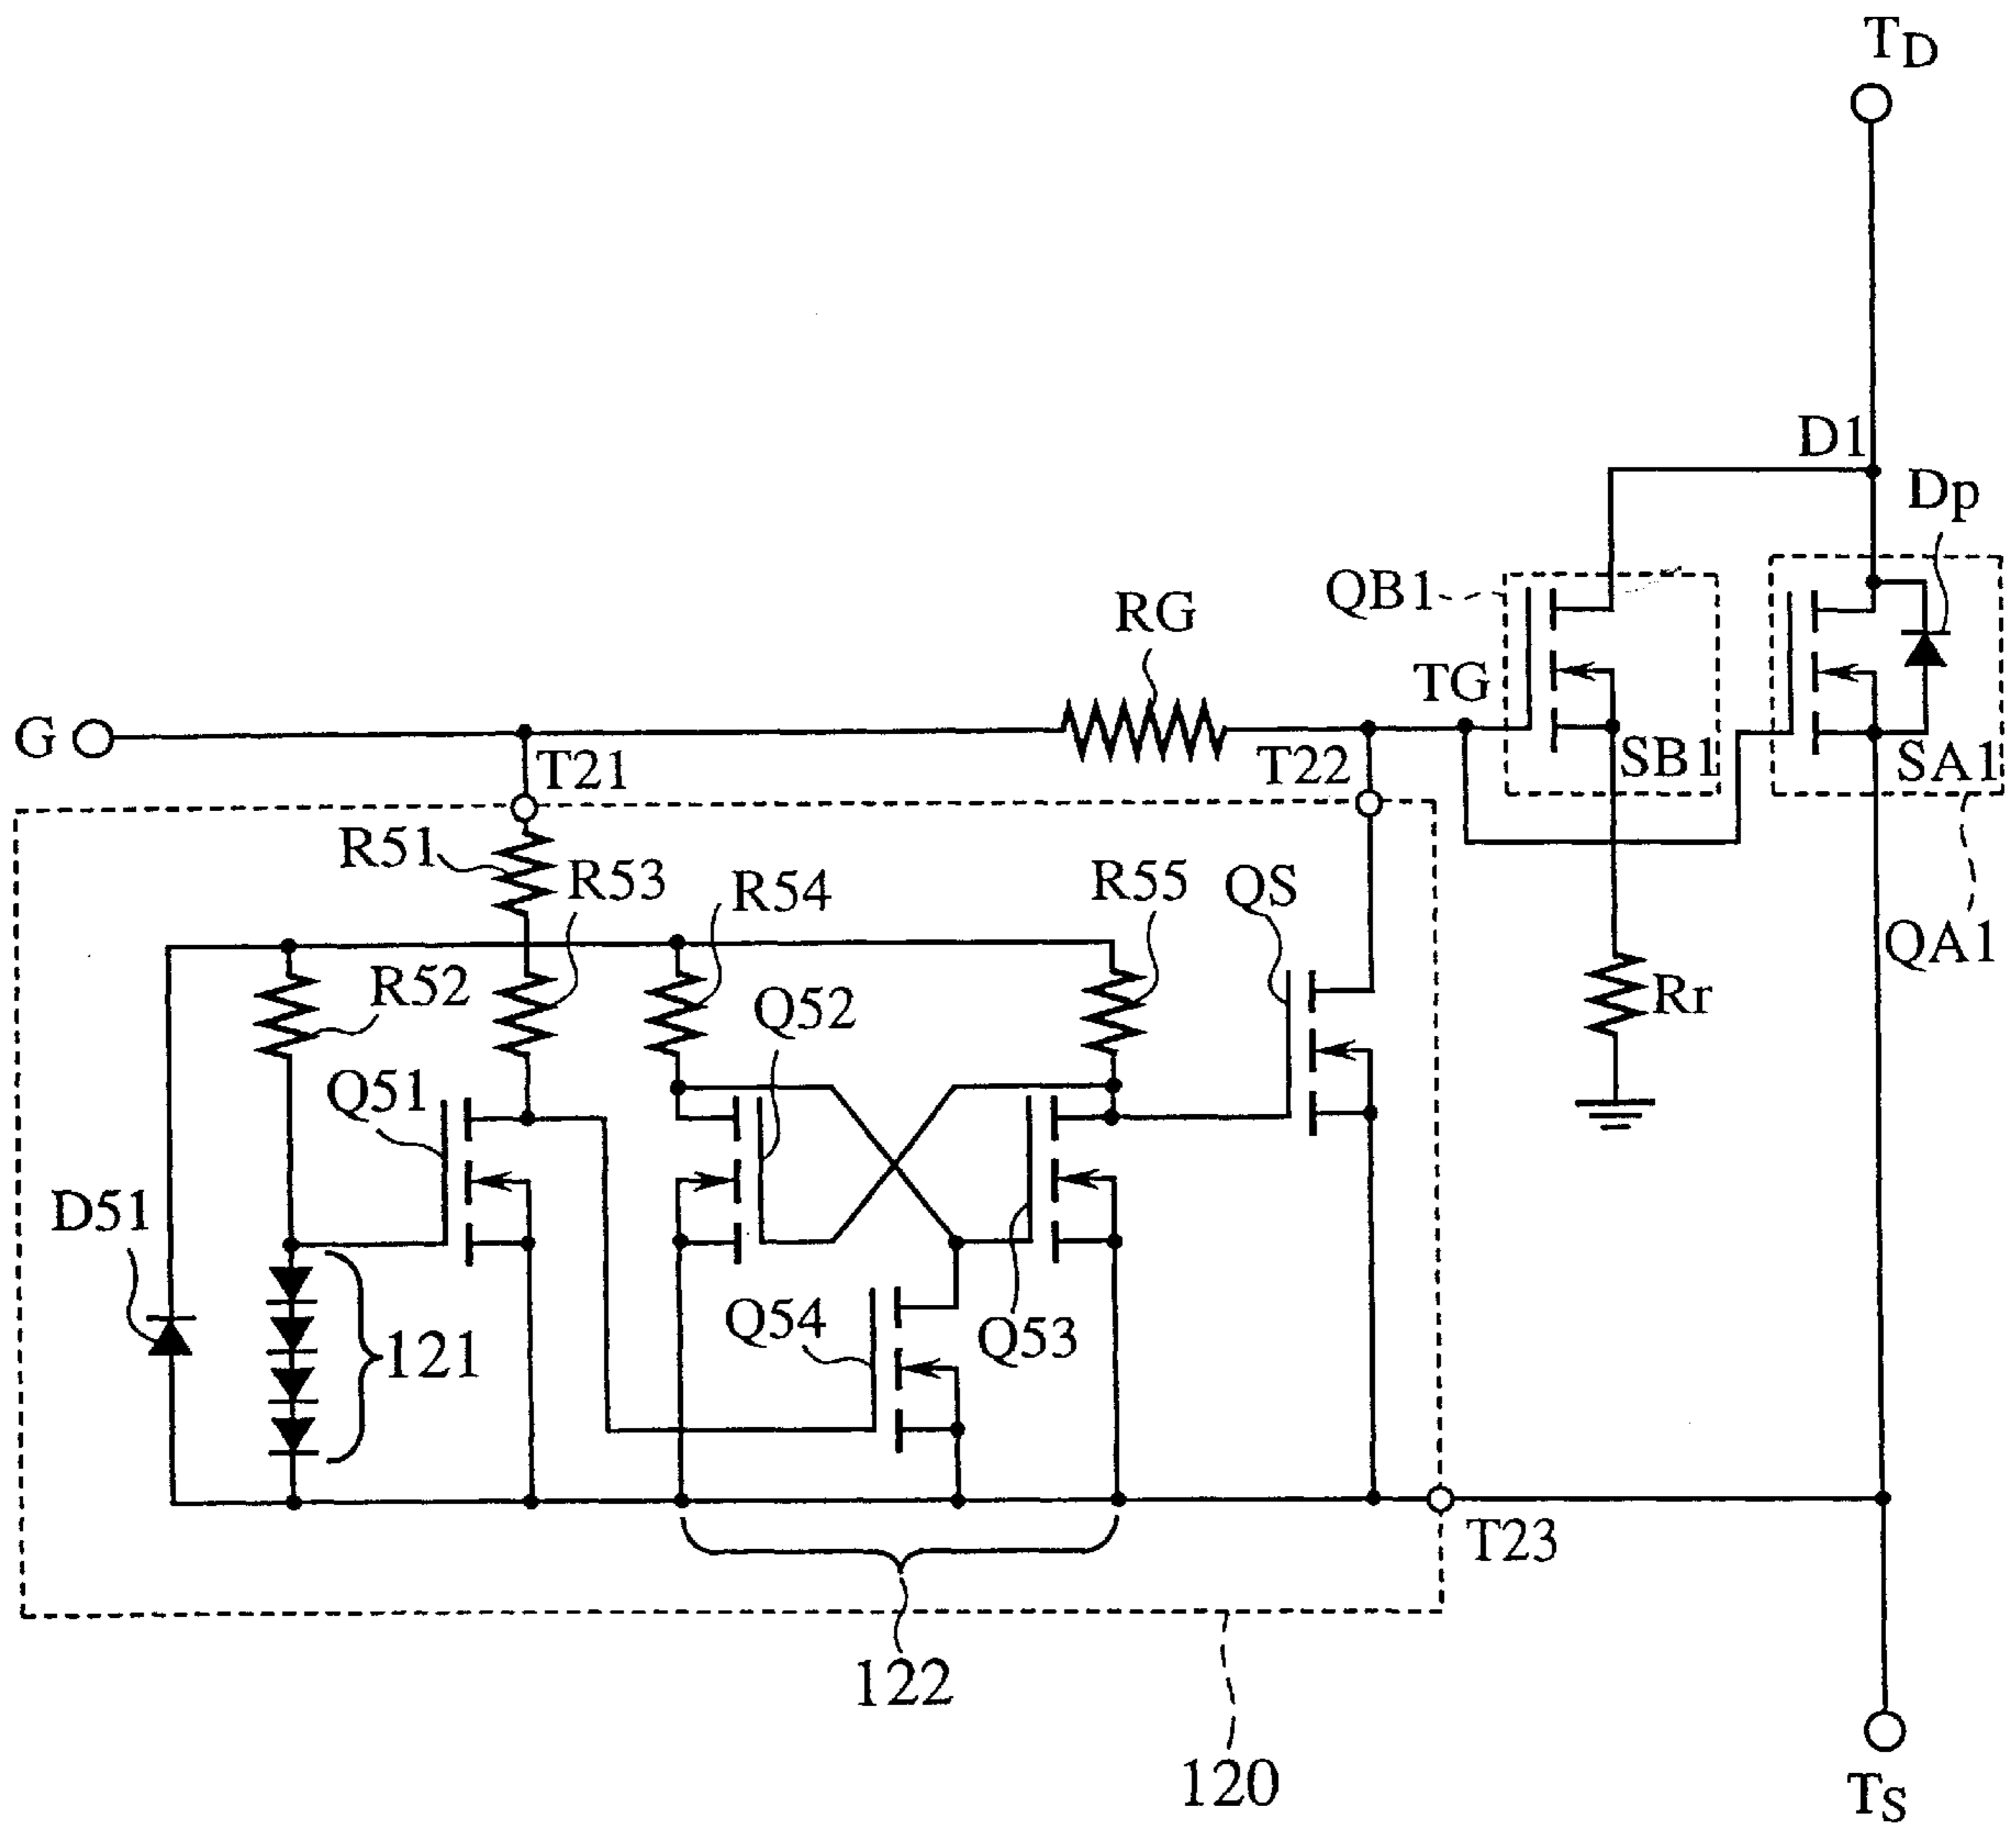 TD
D1
Dp
QB1
RG
TG
G
T21
T22
SB1
SA1
R51
R53
R54
R55
QS
QA1
R52
Q52
Rr
Q51
D51
Q54
Q53
121
T23
122
120
TS